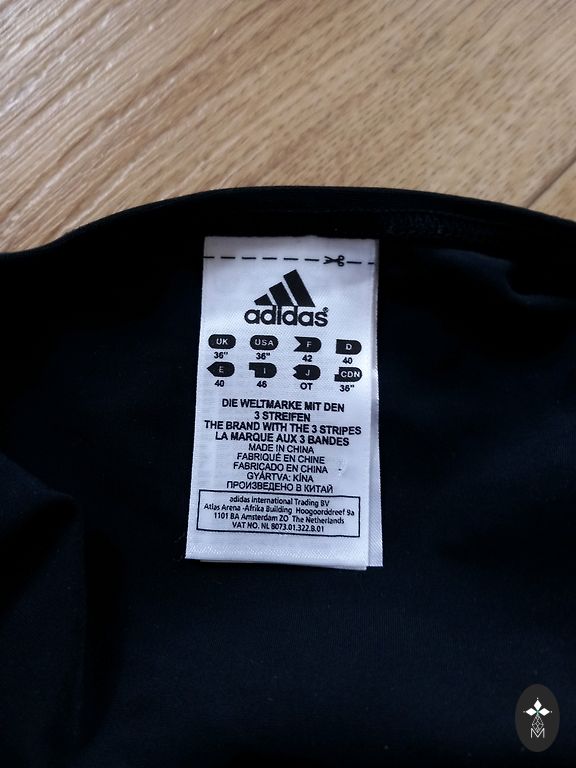 adidas®
UK USA F D
36" 36" 42 40
E I J CDN
40 46 OT 36"
DIE WELTMARKE MIT DEN
3 STREIFEN
THE BRAND WITH THE 3 STRIPES
LA MARQUE AUX 3 BANDES
MADE IN CHINA
FABRIQUÉ EN CHINE
FABRICADO EN CHINA
GYÁRTVA: KÍNA
ПРОИЗВЕДЕНО В КИТАЙ
adidas International Trading BV
Atlas Arena -Afrika Building Hoogoorddreef 9a
1101 BA Amsterdam ZO The Netherlands
VAT NO. NL 8073.01.322.B.01
M